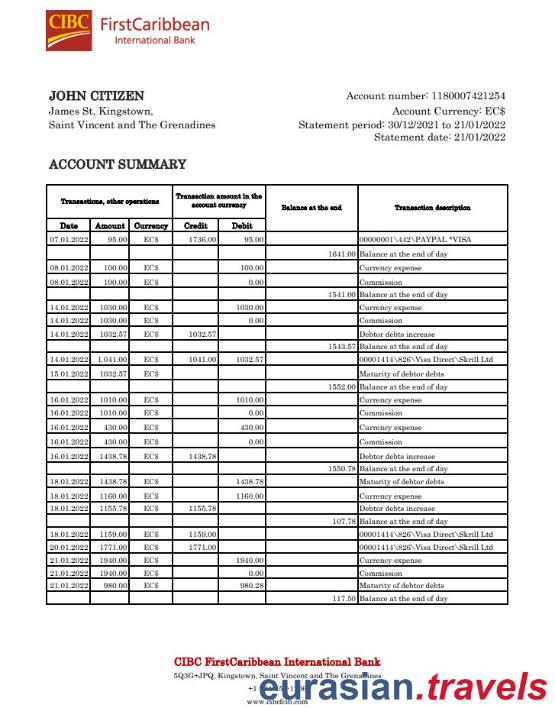 CIBC FirstCaribbean
International Bank
JOHN CITIZEN
James St, Kingstown,
Saint Vincent and The Grenadines
Account number: 1180007421254
Account Currency: EC$
Statement period: 30/12/2021 to 21/01/2022
Statement date: 21/01/2022
ACCOUNT SUMMARY
Transactions, other operations
Transaction amount in the account currency
Balance at the end
Transaction description
Date Amount Currency Credit Debit
07.01.2022 95.00 EC$ 1736.00 95.00 00000001\442\PAYPAL *VISA
1641.00 Balance at the end of day
08.01.2022 100.00 EC$ 100.00 Currency expense
08.01.2022 100.00 EC$ 0.00 Commission
1541.00 Balance at the end of day
14.01.2022 1030.00 EC$ 1030.00 Currency expense
14.01.2022 1030.00 EC$ 0.00 Commission
14.01.2022 1032.57 EC$ 1032.57 Debtor debts increase
1543.57 Balance at the end of day
14.01.2022 1.041.00 EC$ 1041.00 1032.57 00001414\826\Visa Direct\Skrill Ltd
15.01.2022 1032.57 EC$ Maturity of debtor debts
1552.00 Balance at the end of day
16.01.2022 1010.00 EC$ 1010.00 Currency expense
16.01.2022 1010.00 EC$ 0.00 Commission
16.01.2022 430.00 EC$ 430.00 Currency expense
16.01.2022 430.00 EC$ 0.00 Commission
16.01.2022 1438.78 EC$ 1438.78 Debtor debts increase
1550.78 Balance at the end of day
18.01.2022 1438.78 EC$ 1438.78 Maturity of debtor debts
18.01.2022 1160.00 EC$ 1160.00 Currency expense
18.01.2022 1155.78 EC$ 1155.78 Debtor debts increase
107.78 Balance at the end of day
18.01.2022 1159.00 EC$ 1159.00 00001414\826\Visa Direct\Skrill Ltd
20.01.2022 1771.00 EC$ 1771.00 00001414\826\Visa Direct\Skrill Ltd
21.01.2022 1940.00 EC$ 1940.00 Currency expense
21.01.2022 1940.00 EC$ 0.00 Commission
21.01.2022 980.00 EC$ 980.28 Maturity of debtor debts
117.50 Balance at the end of day
CIBC FirstCaribbean International Bank
5Q3G+JPQ, Kingstown, Saint Vincent and The Grenadines
eurasian.travels
www.cibcfcib.com